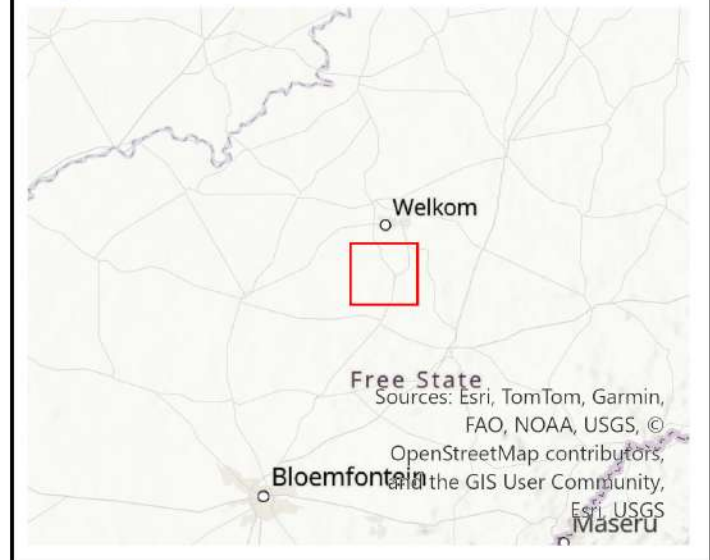 Welkom
Free State
Sources: Esri, TomTom, Garmin,
FAO, NOAA, USGS, ©
OpenStreetMap contributors,
Bloemfontein and the GIS User Community,
Esri, USGS
Maseru